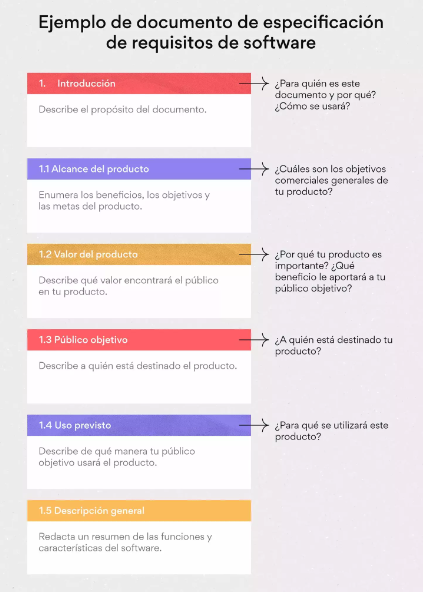 Ejemplo de documento de especificación
de requisitos de software
1. Introducción
Describe el propósito del documento.
¿Para quién es este
documento y por qué?
¿Cómo se usará?
1.1 Alcance del producto
Enumera los beneficios, los objetivos y
las metas del producto.
¿Cuáles son los objetivos
comerciales generales de
tu producto?
1.2 Valor del producto
Describe qué valor encontrará el público
en tu producto.
¿Por qué tu producto es
importante? ¿Qué
beneficio le aportará a tu
público objetivo?
1.3 Público objetivo
Describe a quién está destinado el producto.
¿A quién está destinado tu
producto?
1.4 Uso previsto
Describe de qué manera tu público
objetivo usará el producto.
¿Para qué se utilizará este
producto?
1.5 Descripción general
Redacta un resumen de las funciones y
características del software.